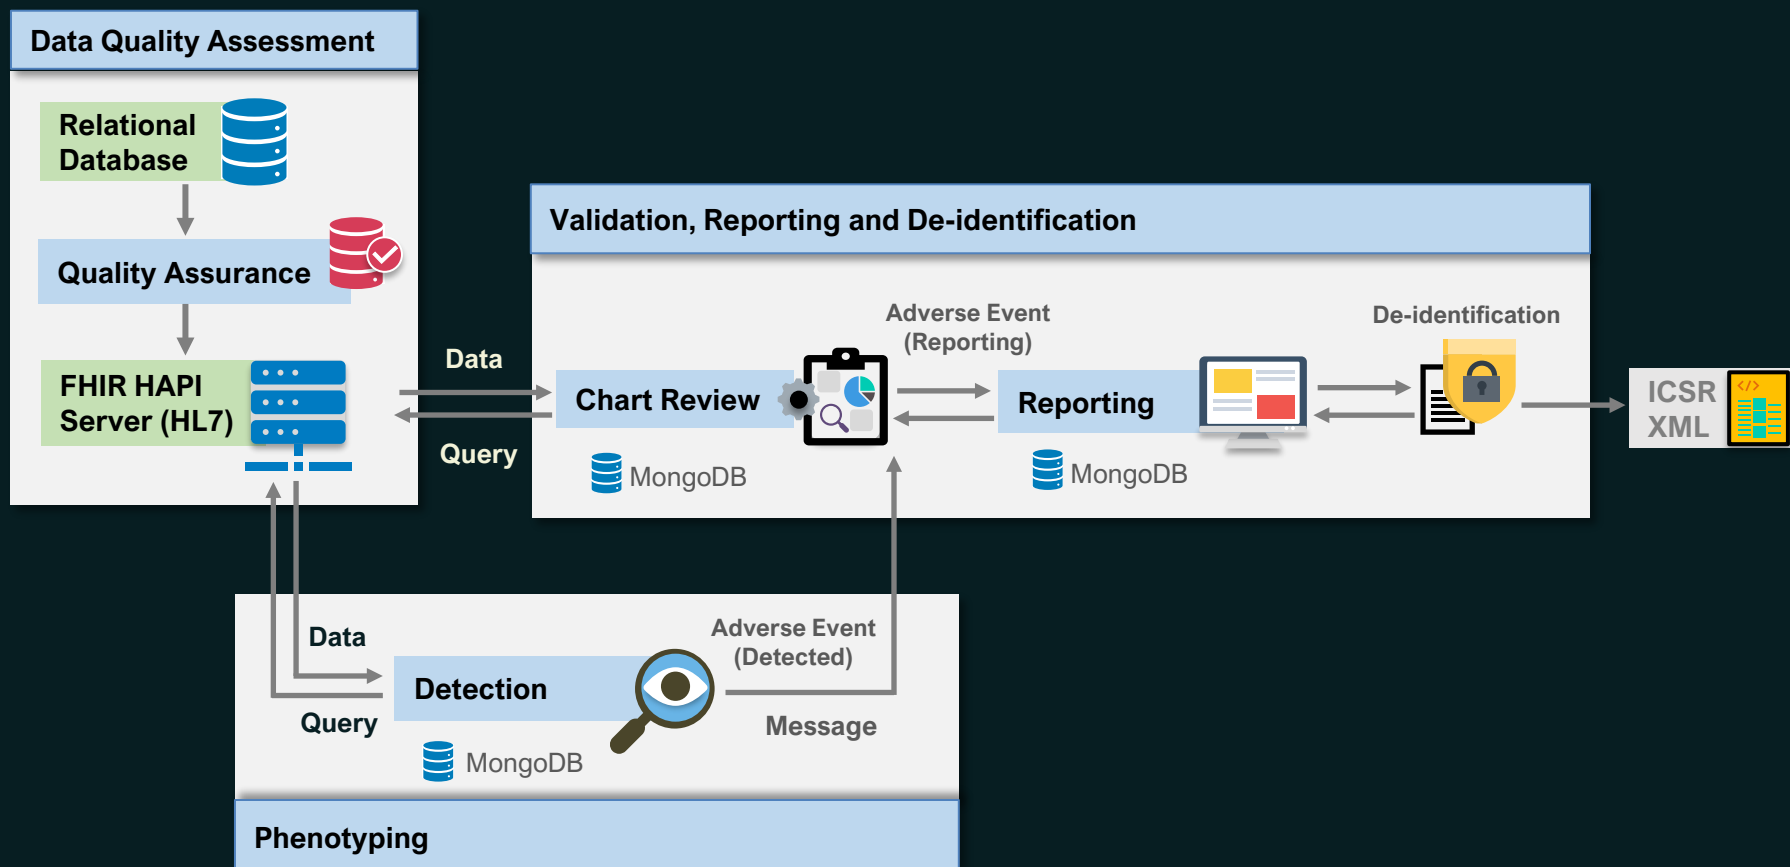 Data Quality Assessment
Relational
Database
Quality Assurance
FHIR HAPI
Server (HL7)
Data
Query
Validation, Reporting and De-identification
Chart Review
MongoDB
Adverse Event
(Reporting)
Reporting
MongoDB
De-identification
ICSR
XML
</>
Data
Query
Detection
MongoDB
Adverse Event
(Detected)
Message
Phenotyping